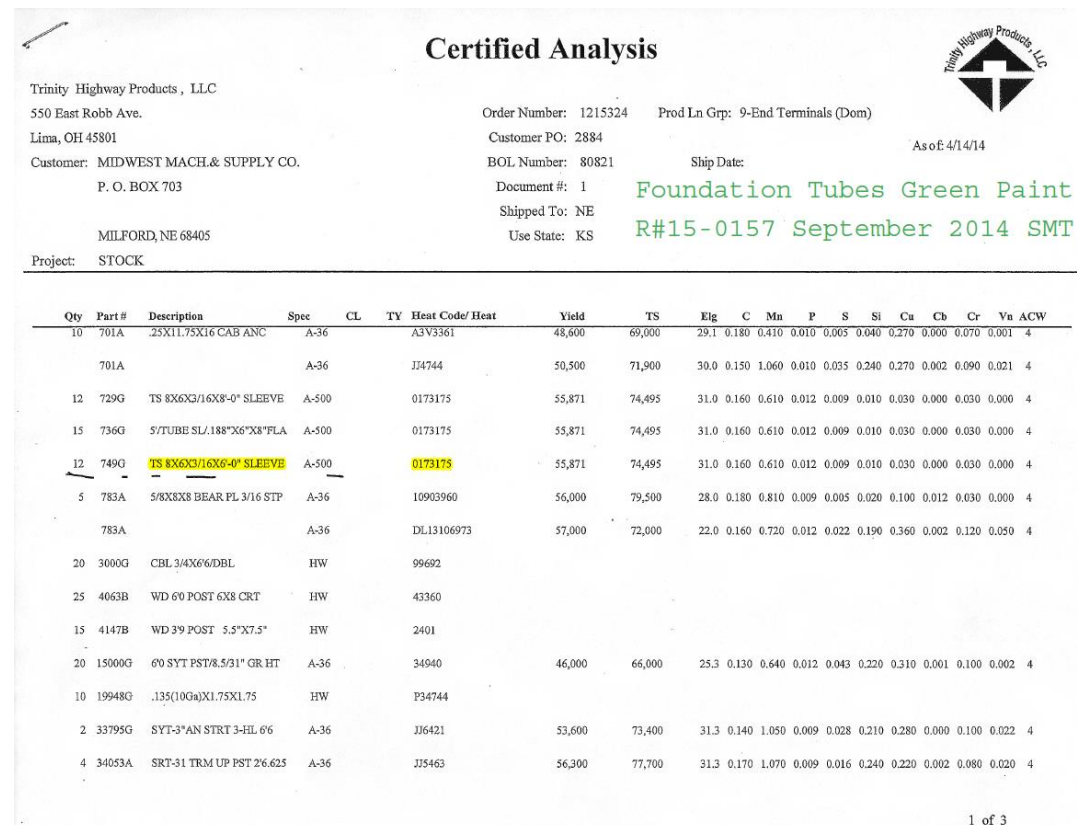 Certified Analysis
Trinity Highway Products, LLC
Trinity Highway Products , LLC
550 East Robb Ave.
Lima, OH 45801
Customer: MIDWEST MACH.& SUPPLY CO.
P. O. BOX 703
MILFORD, NE 68405
Project: STOCK
Order Number: 1215324
Customer PO: 2884
BOL Number: 80821
Document #: 1
Shipped To: NE
Use State: KS
Prod Ln Grp: 9-End Terminals (Dom)
Ship Date:
As of: 4/14/14
Foundation Tubes Green Paint
R#15-0157 September 2014 SMT
Qty Part # Description Spec CL TY Heat Code/ Heat Yield TS Elg C Mn P S Si Cu Cb Cr Vn ACW
10 701A .25X11.75X16 CAB ANC A-36 A3V3361 48,600 69,000 29.1 0.180 0.410 0.010 0.005 0.040 0.270 0.000 0.070 0.001 4
701A A-36 JJ4744 50,500 71,900 30.0 0.150 1.060 0.010 0.035 0.240 0.270 0.002 0.090 0.021 4
12 729G TS 8X6X3/16X8'-0" SLEEVE A-500 0173175 55,871 74,495 31.0 0.160 0.610 0.012 0.009 0.010 0.030 0.000 0.030 0.000 4
15 736G 5'/TUBE SL/.188"X6"X8"FLA A-500 0173175 55,871 74,495 31.0 0.160 0.610 0.012 0.009 0.010 0.030 0.000 0.030 0.000 4
12 749G TS 8X6X3/16X6'-0" SLEEVE A-500 0173175 55,871 74,495 31.0 0.160 0.610 0.012 0.009 0.010 0.030 0.000 0.030 0.000 4
5 783A 5/8X8X8 BEAR PL 3/16 STP A-36 10903960 56,000 79,500 28.0 0.180 0.810 0.009 0.005 0.020 0.100 0.012 0.030 0.000 4
783A A-36 DL13106973 57,000 72,000 22.0 0.160 0.720 0.012 0.022 0.190 0.360 0.002 0.120 0.050 4
20 3000G CBL 3/4X6'6/DBL HW 99692
25 4063B WD 6'0 POST 6X8 CRT HW 43360
15 4147B WD 3'9 POST 5.5"X7.5" HW 2401
20 15000G 6'0 SYT PST/8.5/31" GR HT A-36 34940 46,000 66,000 25.3 0.130 0.640 0.012 0.043 0.220 0.310 0.001 0.100 0.002 4
10 19948G .135(10Ga)X1.75X1.75 HW P34744
2 33795G SYT-3"AN STRT 3-HL 6'6 A-36 JJ6421 53,600 73,400 31.3 0.140 1.050 0.009 0.028 0.210 0.280 0.000 0.100 0.022 4
4 34053A SRT-31 TRM UP PST 2'6.625 A-36 JJ5463 56,300 77,700 31.3 0.170 1.070 0.009 0.016 0.240 0.220 0.002 0.080 0.020 4
1 of 3